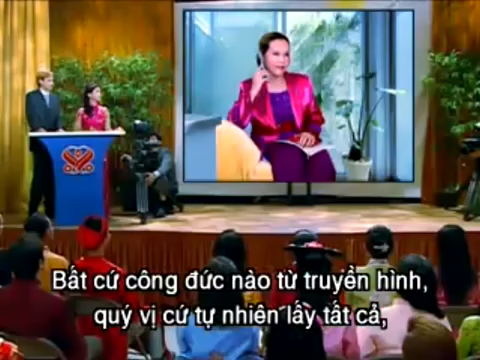 Bất cứ công đức nào từ truyền hình,
quý vị cứ tự nhiên lấy tất cả,